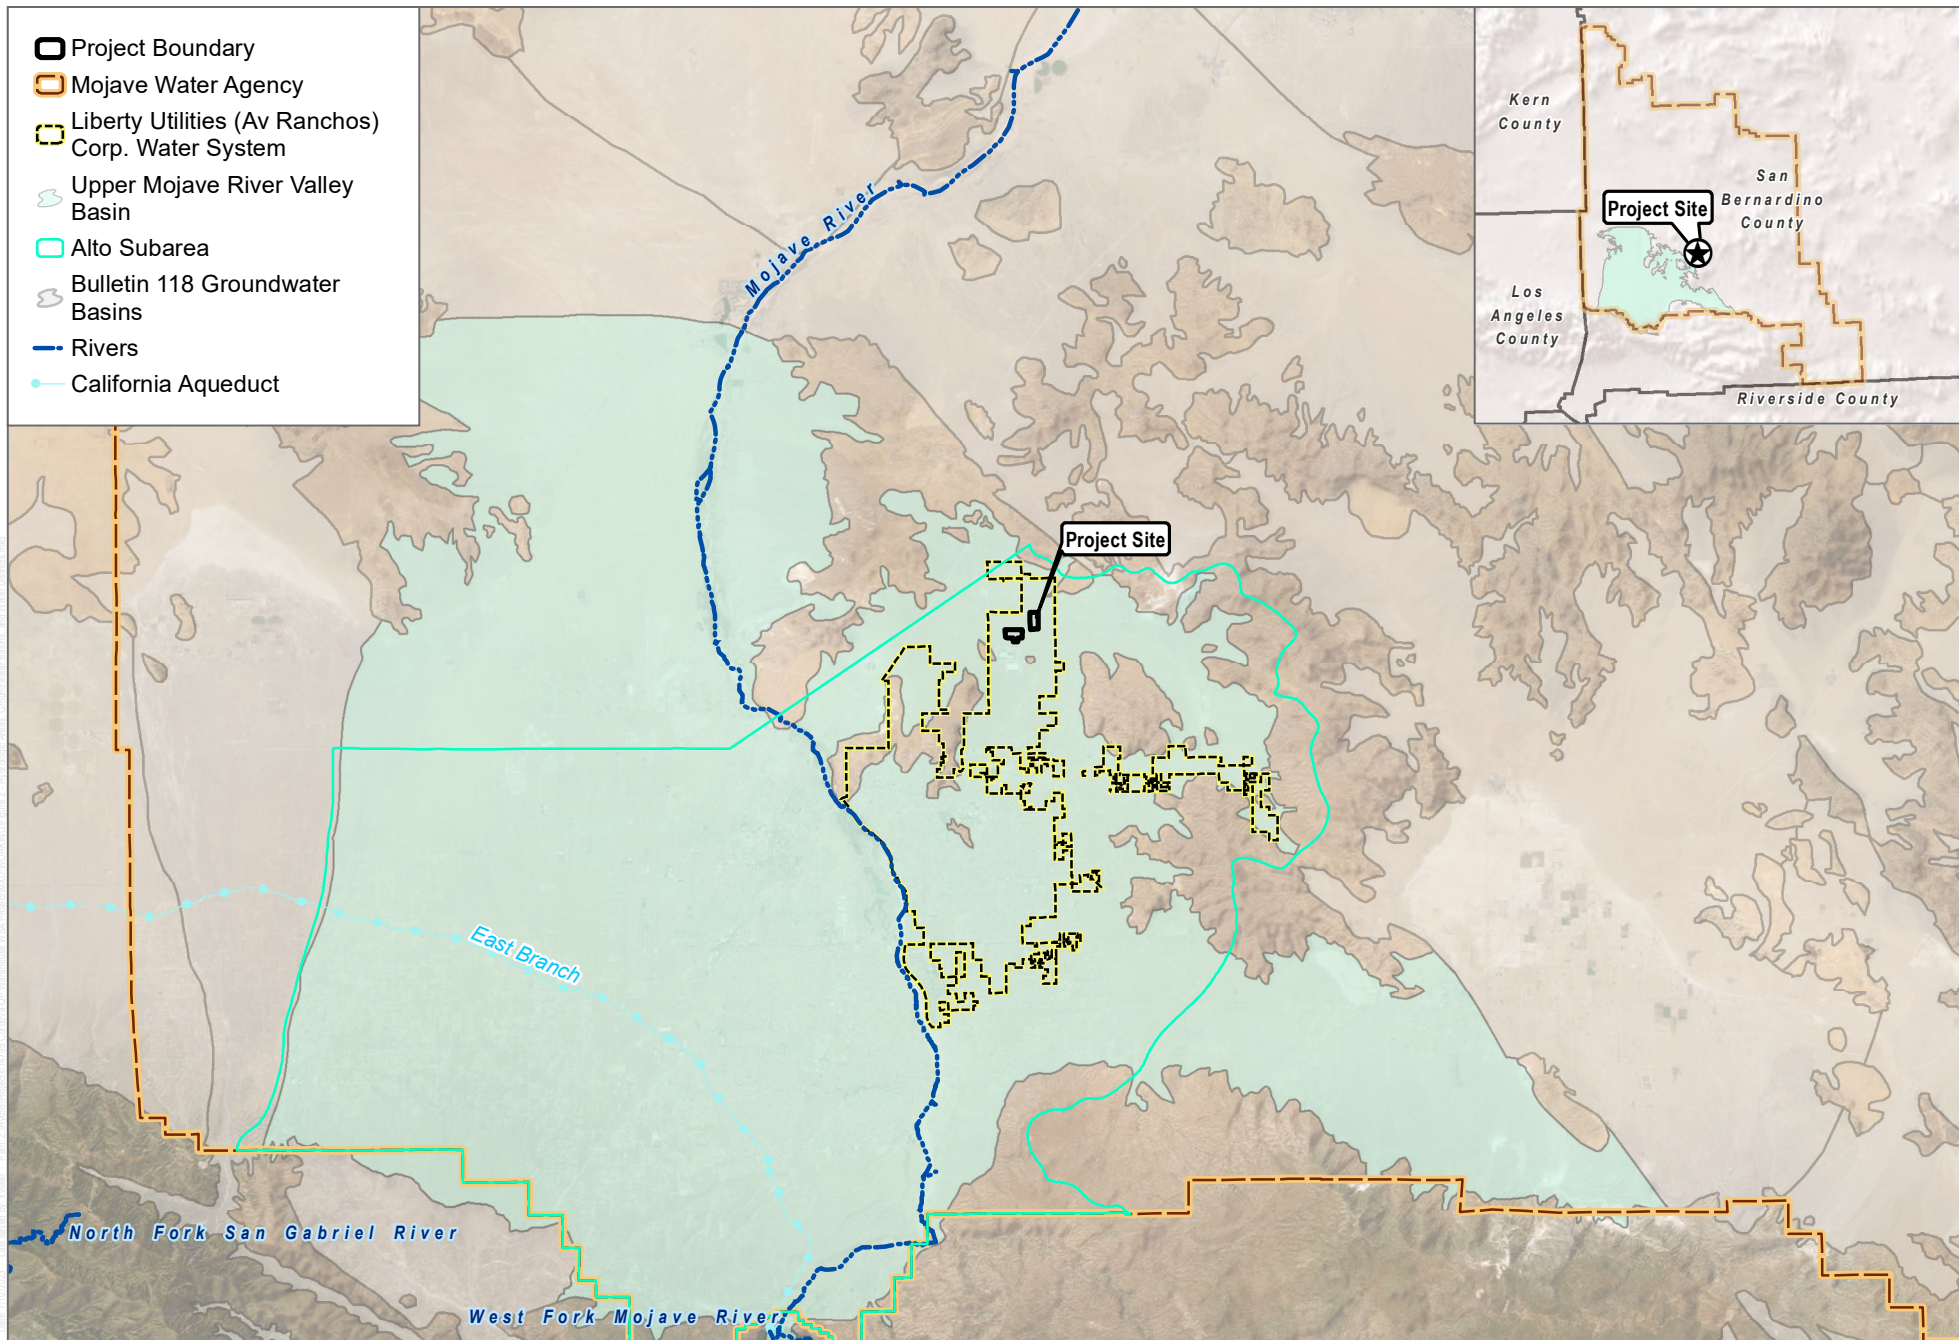 Project Boundary
Mojave Water Agency
Liberty Utilities (Av Ranchos)
Corp. Water System
Upper Mojave River Valley
Basin
Alto Subarea
Bulletin 118 Groundwater
Basins
Rivers
California Aqueduct
Kern
County
San
Bernardino
County
Project Site
Los
Angeles
County
Riverside County
Mojave River
Project Site
East Branch
North Fork San Gabriel River
West Fork Mojave River